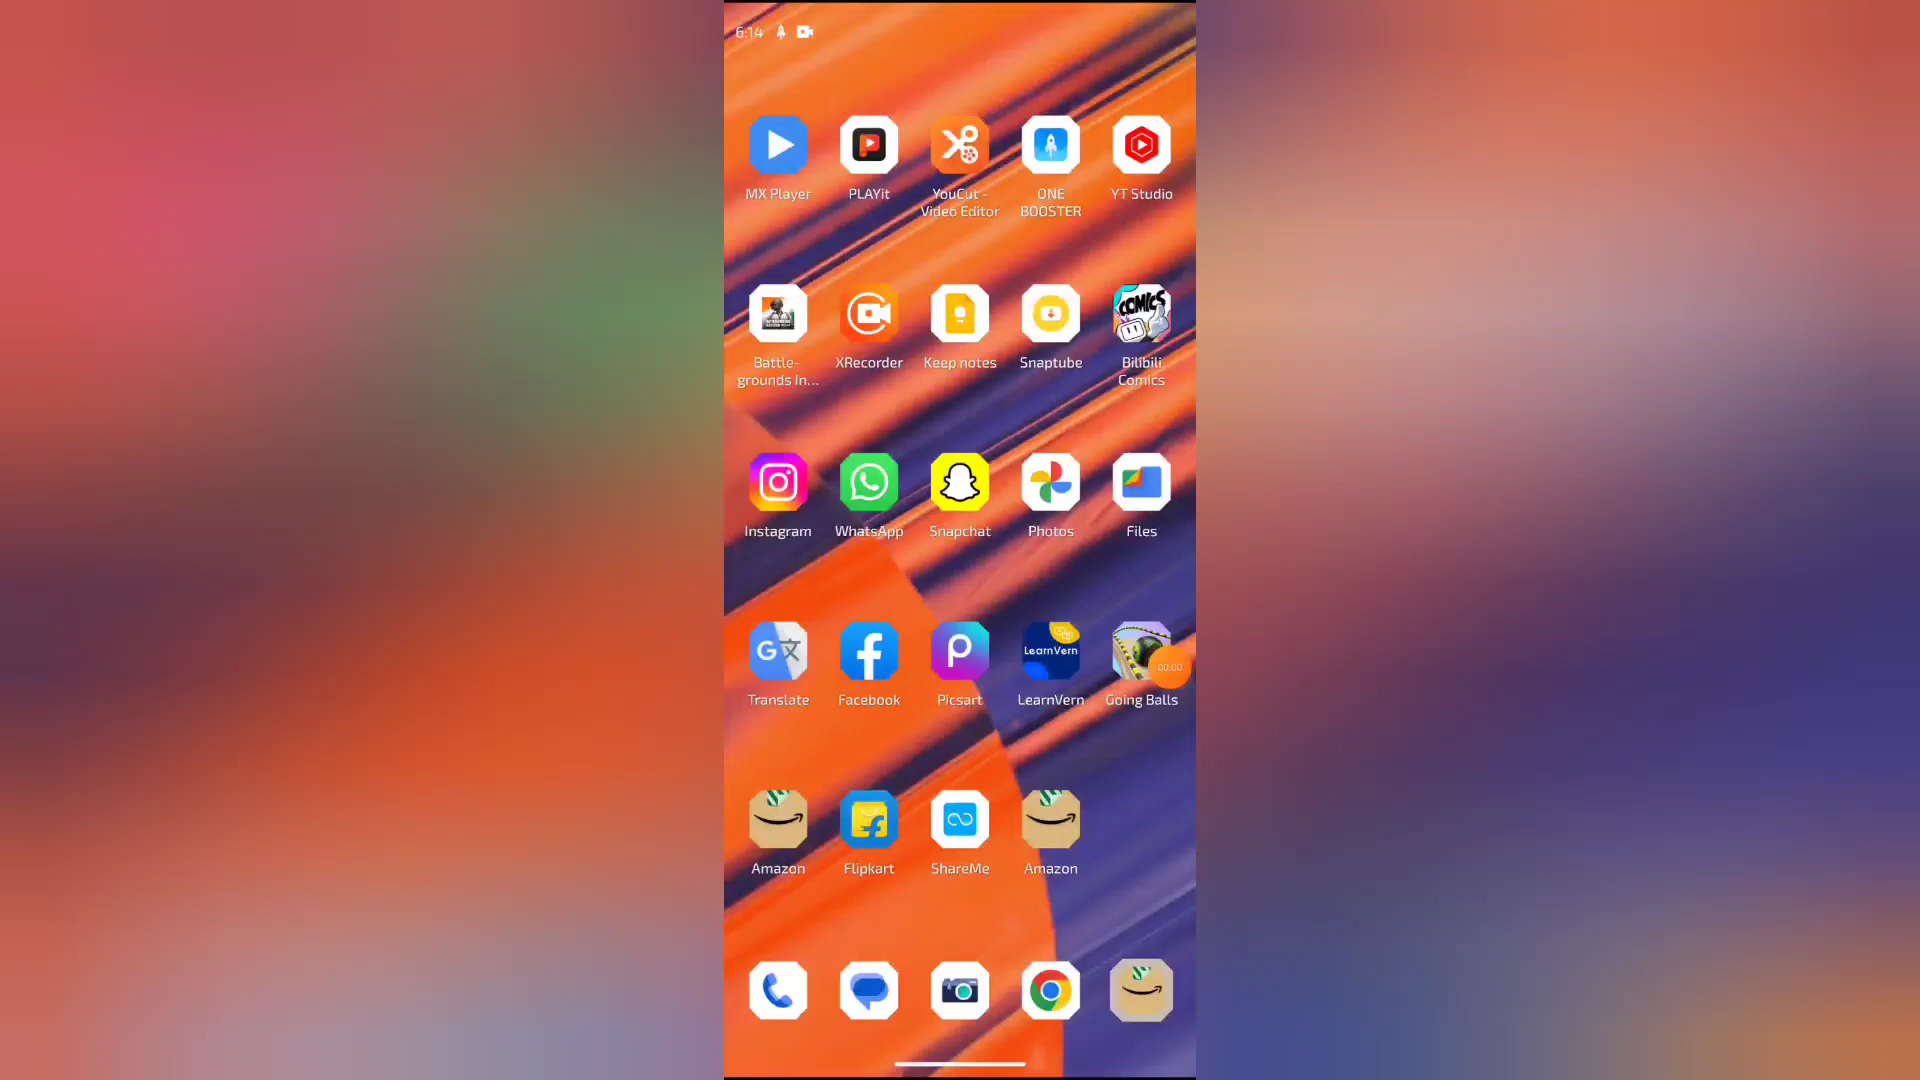 6:14
MX Player
PLAYit
YouCut -
Video Editor
ONE
BOOSTER
YT Studio
Battle-
grounds In...
XRecorder
Keep notes
Snaptube
COMICS
Bilibili
Comics
Instagram
WhatsApp
Snapchat
Photos
Files
G
Translate
Facebook
Picsart
LearnVern
LearnVern
00:00
Going Balls
Amazon
Flipkart
ShareMe
Amazon